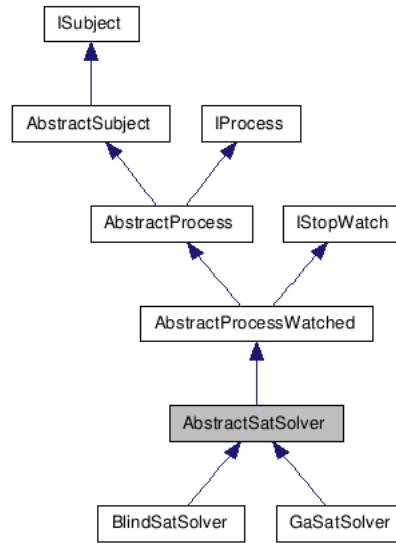 ISubject
AbstractSubject
IProcess
AbstractProcess
IStopWatch
AbstractProcessWatched
AbstractSatSolver
BlindSatSolver
GaSatSolver